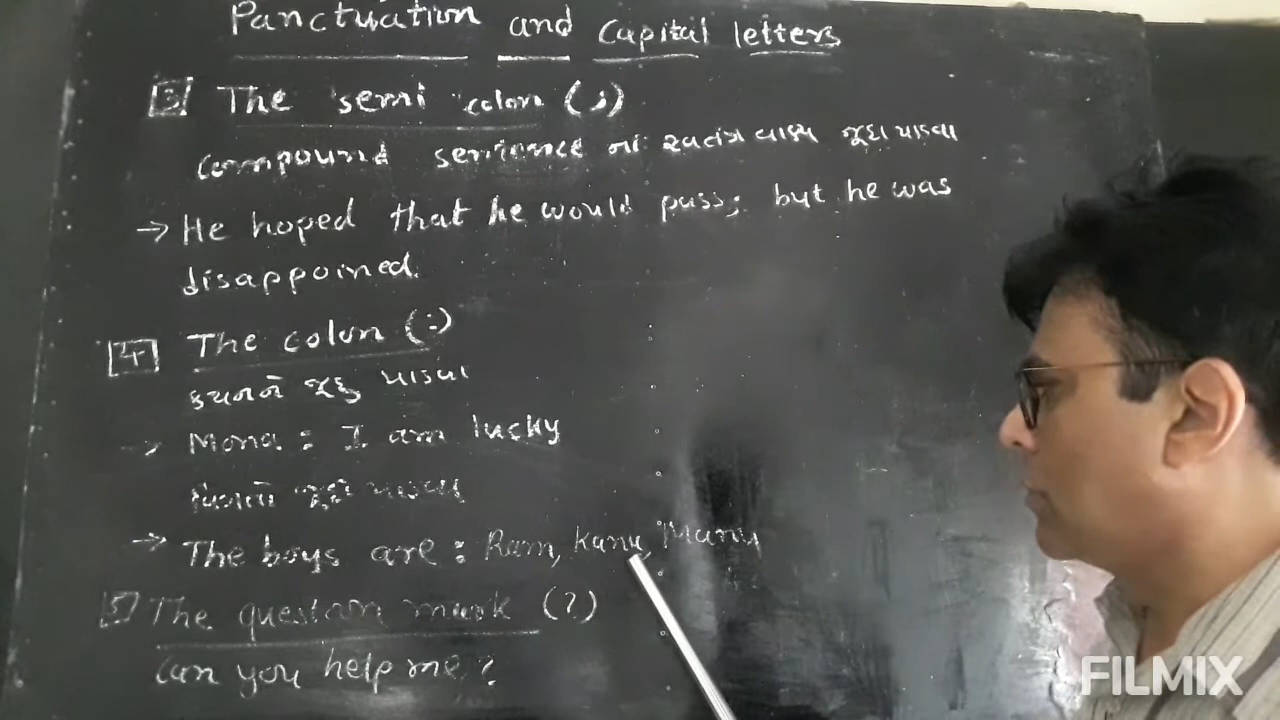 Panctuation and Capital letters
3 The semi colon (;)
Compound sentence નાં સ્વતંત્ર વાક્ય જુદા પાડવા
→ He hoped that he would pass; but he was
disappoined.
4 The colon (:)
કથનને જુદુ પાડવા
→ Mona : I am lucky
જુદી પાડવા
→ The boys are : Ram, Kanu, Manu
5 The question mark (?)
Can you help me ?
FILMIX